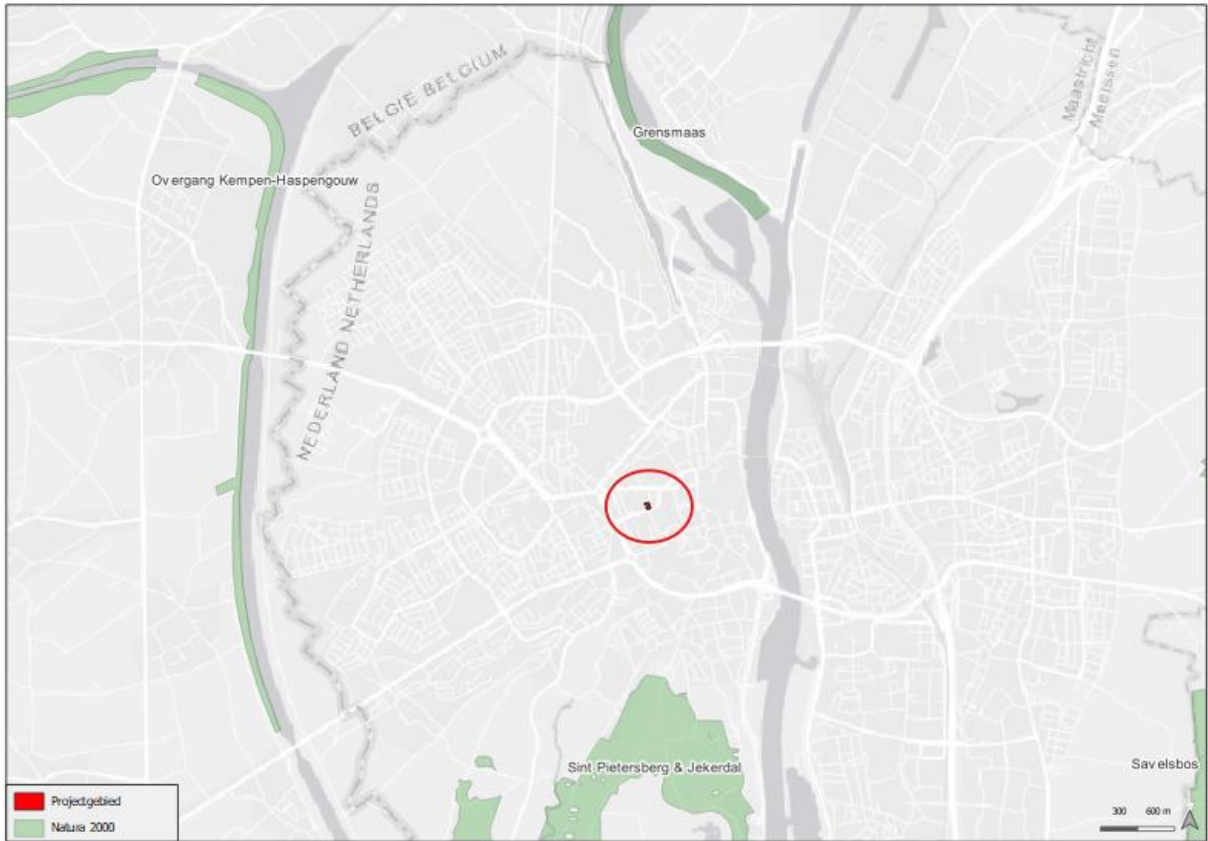 Maastricht
Meerssen
BELGIE BELGIUM
Grensmaas
Overgang Kempen-Haspengouw
NEDERLAND NETHERLANDS
Sint Pietersberg & Jekerdal
Savelsbos
Projectgebied
Natura 2000
300 600 m